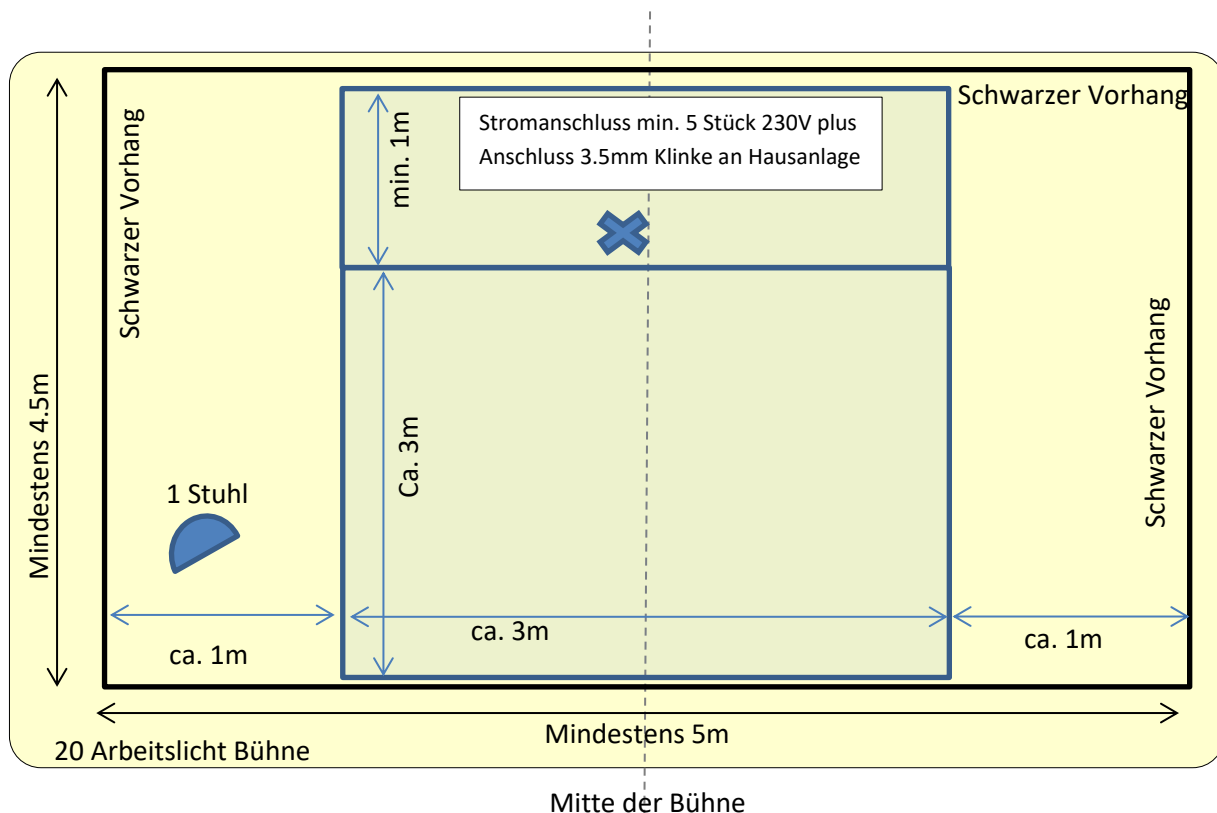 Schwarzer Vorhang
Stromanschluss min. 5 Stück 230V plus
Anschluss 3.5mm Klinke an Hausanlage
min. 1m
Schwarzer Vorhang
Schwarzer Vorhang
Mindestens 4.5m
Ca. 3m
1 Stuhl
ca. 1m
ca. 3m
ca. 1m
Mindestens 5m
20 Arbeitslicht Bühne
Mitte der Bühne